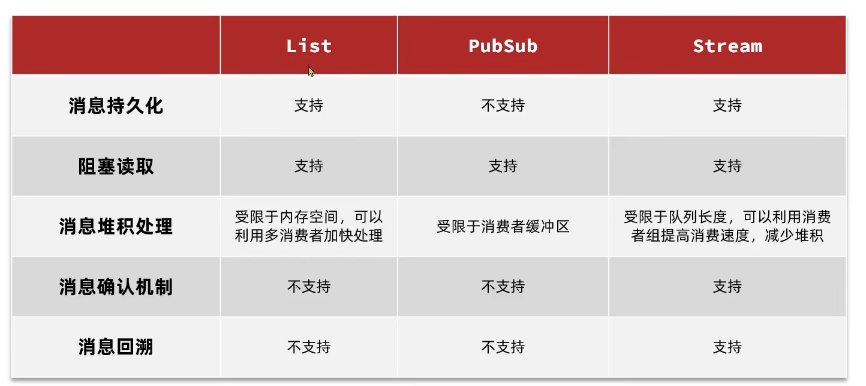 List PubSub Stream
消息持久化 支持 不支持 支持
阻塞读取 支持 支持 支持
消息堆积处理 受限于内存空间，可以 利用多消费者加快处理 受限于消费者缓冲区 受限于队列长度，可以利用消费 者组提高消费速度，减少堆积
消息确认机制 不支持 不支持 支持
消息回溯 不支持 不支持 支持